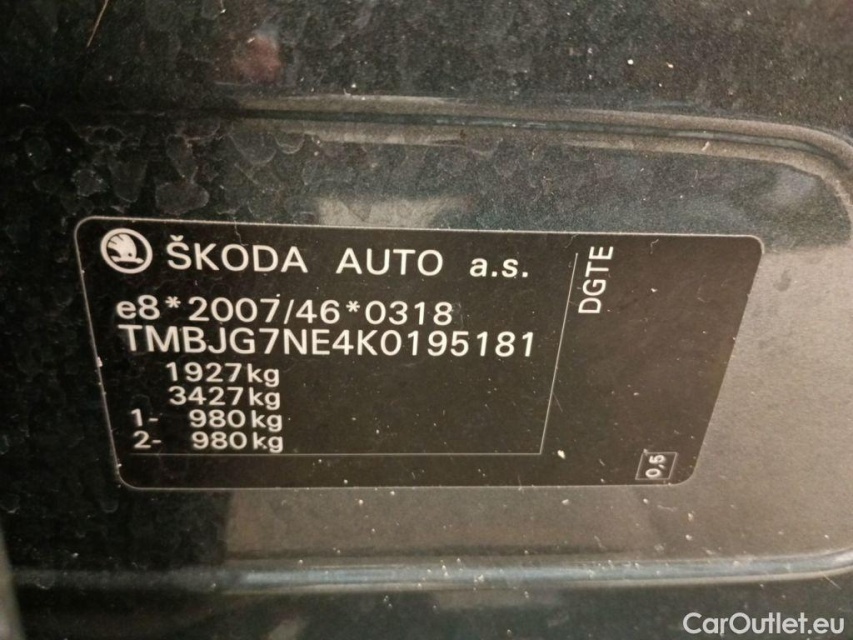 ŠKODA AUTO a.s.
e8*2007/46*0318
TMBJG7NE4K0195181
1927kg
3427kg
1- 980kg
2- 980kg
DGTE
0,5
CarOutlet.eu